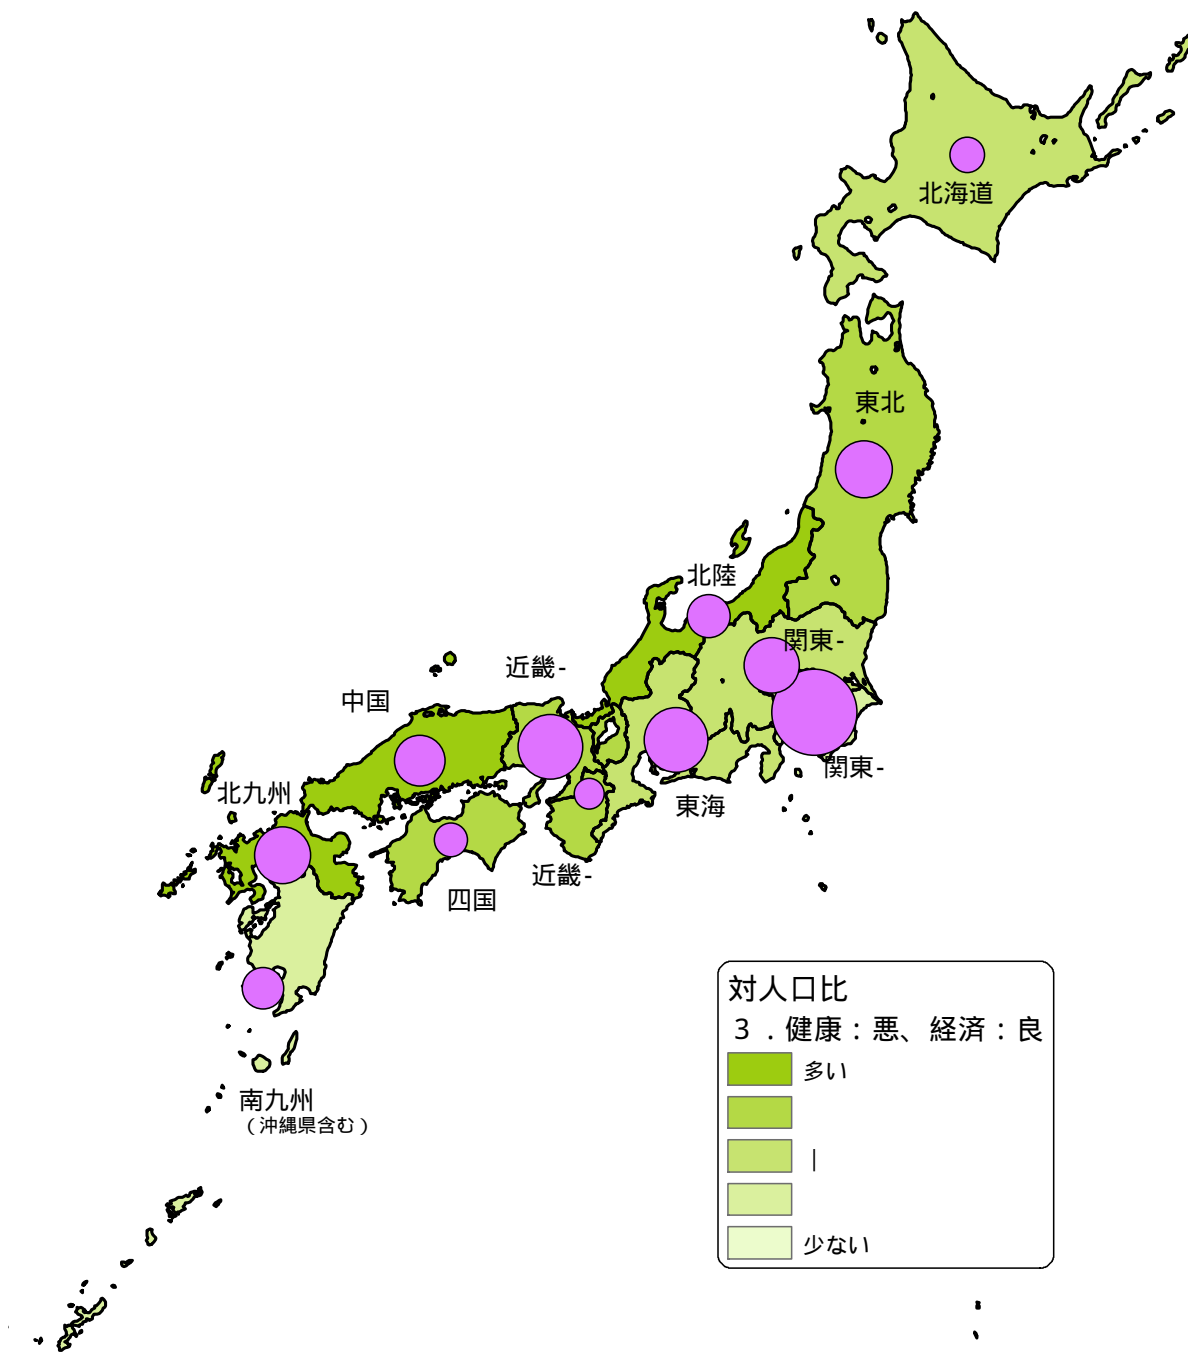 北海道
東北
北陸
関東-
近畿-
中国
関東-
北九州
東海
近畿-
四国
南九州
(沖縄県含む)
対人口比
3．健康：悪、経済：良
多い
|
少ない